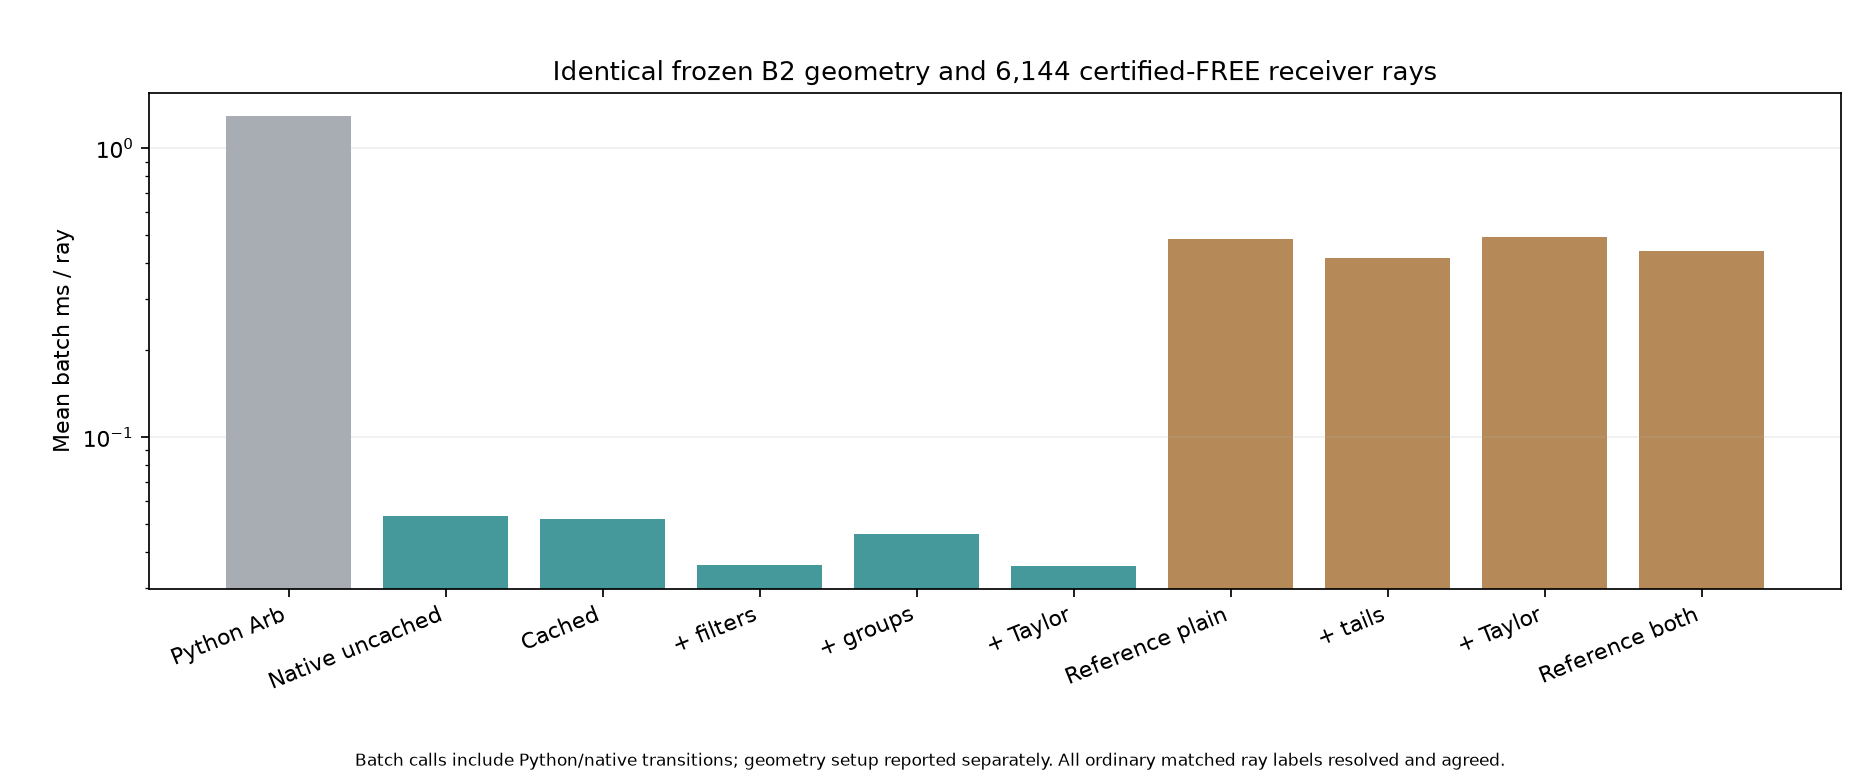 Identical frozen B2 geometry and 6,144 certified-FREE receiver rays
Mean batch ms / ray
10⁰
10⁻¹
Python Arb
Native uncached
Cached
+ filters
+ groups
+ Taylor
Reference plain
+ tails
+ Taylor
Reference both
Batch calls include Python/native transitions; geometry setup reported separately. All ordinary matched ray labels resolved and agreed.